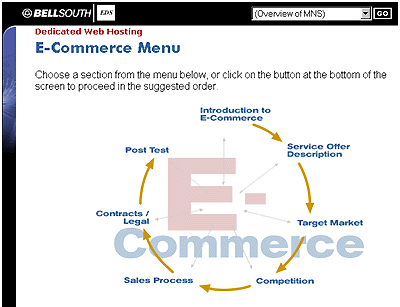 BELLSOUTH EDS (Overview of MNS) GO
Dedicated Web Hosting
E-Commerce Menu
Choose a section from the menu below, or click on the button at the bottom of the
screen to proceed in the suggested order.
Introduction to
E-Commerce
Service Offer
Description
Post Test
E-
Contracts /
Legal
Target Market
Commerce
Sales Process
Competition